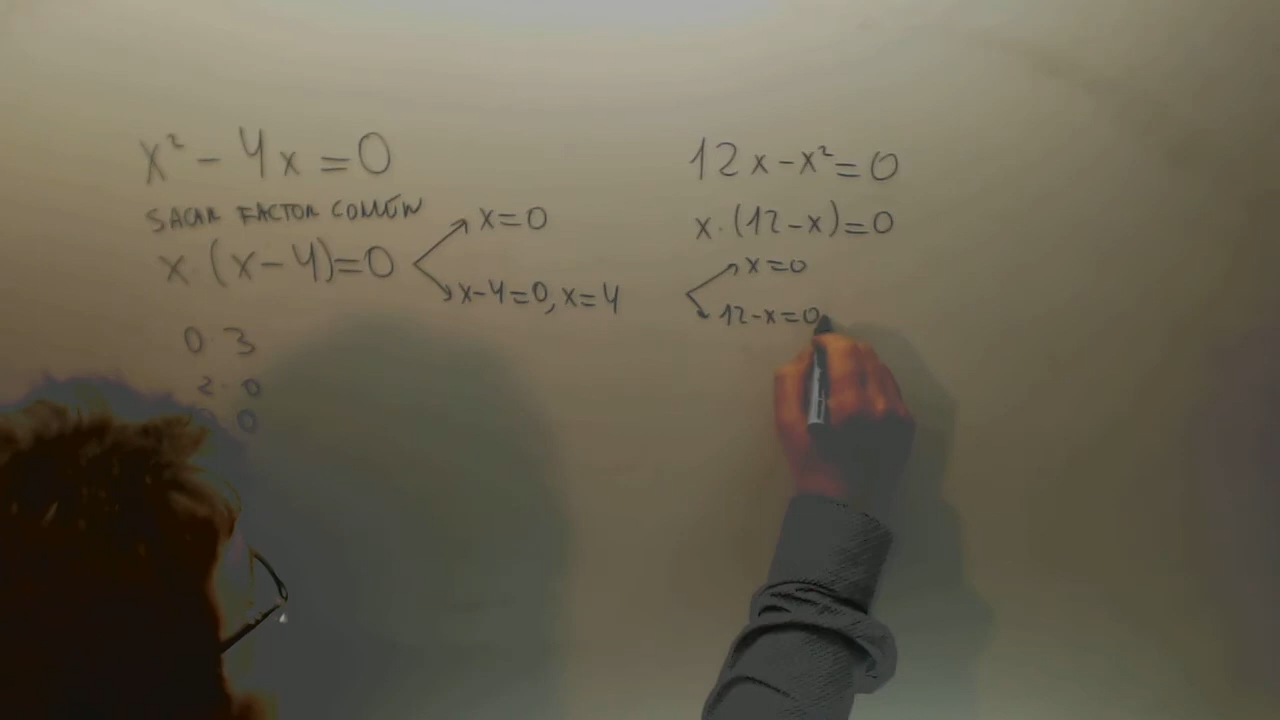 x² - 4x = 0
SACAR FACTOR COMÚN
x · (x-4)=0
x=0
x-4=0, x=4
0 · 3
2 · 0
0
12x - x² = 0
x · (12-x)=0
x=0
12-x=0